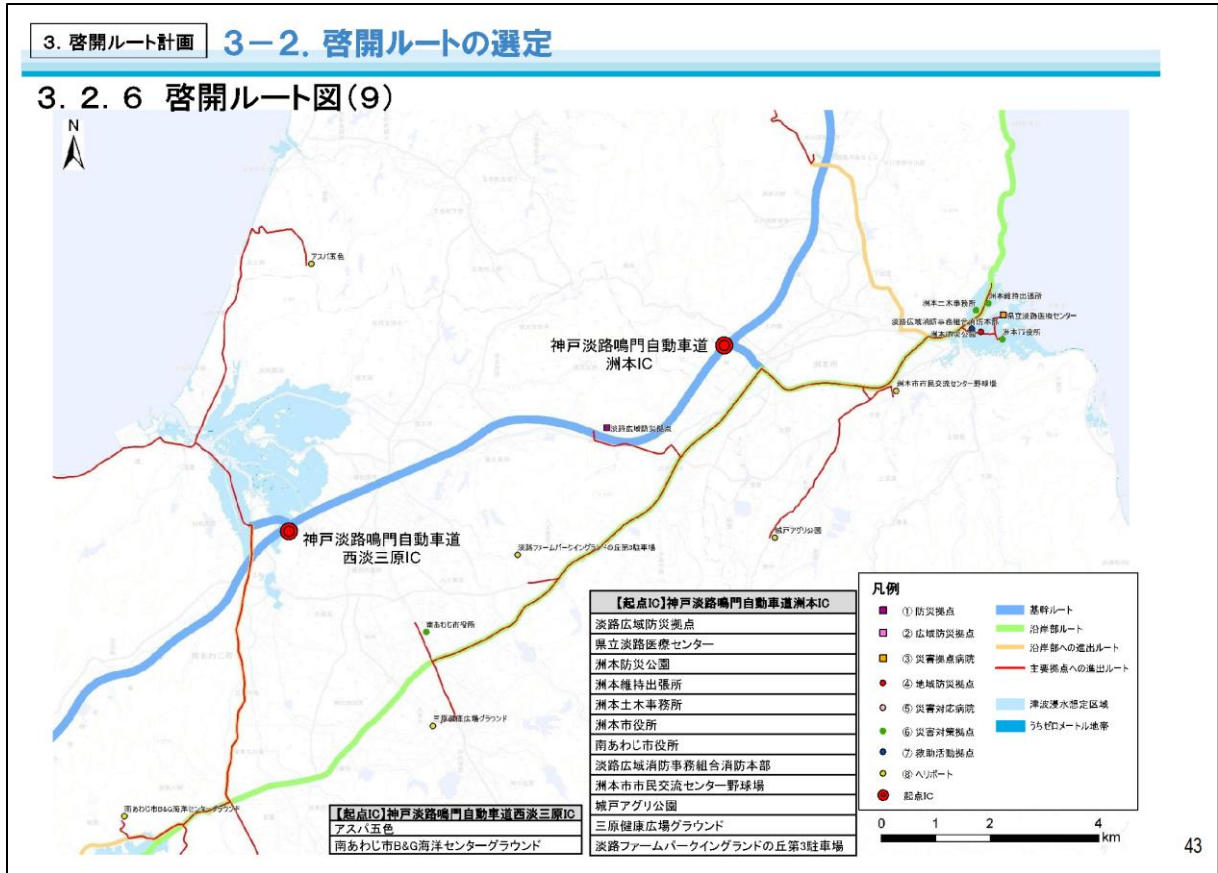 3．啓開ルート計画
3－2．啓開ルートの選定
3．2．6 啓開ルート図（9）
N
アスパ五色
洲本土木事務所
洲本維持出張所
県立淡路医療センター
淡路広域消防事務組合消防本部
洲本防災公園
洲本市役所
神戸淡路鳴門自動車道
洲本IC
洲本市市民交流センター野球場
淡路広域防災拠点
城戸アグリ公園
神戸淡路鳴門自動車道
西淡三原IC
淡路ファームパークイングランドの丘第3駐車場
南あわじ市役所
三原健康広場グラウンド
南あわじ市B&G海洋センターグラウンド
【起点IC】神戸淡路鳴門自動車道西淡三原IC
アスパ五色
南あわじ市B&G海洋センターグラウンド
【起点IC】神戸淡路鳴門自動車道洲本IC
淡路広域防災拠点
県立淡路医療センター
洲本防災公園
洲本維持出張所
洲本土木事務所
洲本市役所
南あわじ市役所
淡路広域消防事務組合消防本部
洲本市市民交流センター野球場
城戸アグリ公園
三原健康広場グラウンド
淡路ファームパークイングランドの丘第3駐車場
凡例
① 防災拠点
② 広域防災拠点
③ 災害拠点病院
④ 地域防災拠点
⑤ 災害対応病院
⑥ 災害対策拠点
⑦ 救助活動拠点
⑧ ヘリポート
起点IC
基幹ルート
沿岸部ルート
沿岸部への進出ルート
主要拠点への進出ルート
津波浸水想定区域
うちゼロメートル地帯
0 1 2 4
km
43